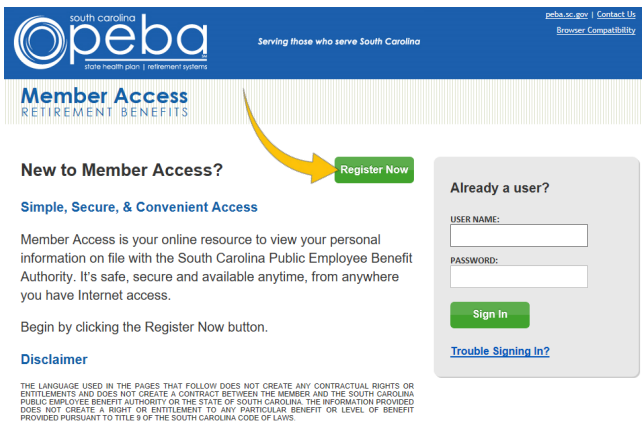 south carolina
peba
state health plan | retirement systems
Serving those who serve South Carolina
peba.sc.gov | Contact Us
Browser Compatibility
Member Access
RETIREMENT BENEFITS
New to Member Access?
Register Now
Simple, Secure, & Convenient Access
Member Access is your online resource to view your personal
information on file with the South Carolina Public Employee Benefit
Authority. It's safe, secure and available anytime, from anywhere
you have Internet access.
Begin by clicking the Register Now button.
Disclaimer
THE LANGUAGE USED IN THE PAGES THAT FOLLOW DOES NOT CREATE ANY CONTRACTUAL RIGHTS OR
ENTITLEMENTS AND DOES NOT CREATE A CONTRACT BETWEEN THE MEMBER AND THE SOUTH CAROLINA
PUBLIC EMPLOYEE BENEFIT AUTHORITY OR THE STATE OF SOUTH CAROLINA. THE INFORMATION PROVIDED
DOES NOT CREATE A RIGHT OR ENTITLEMENT TO ANY PARTICULAR BENEFIT OR LEVEL OF BENEFIT
PROVIDED PURSUANT TO TITLE 9 OF THE SOUTH CAROLINA CODE OF LAWS.
Already a user?
USER NAME:
PASSWORD:
Sign In
Trouble Signing In?